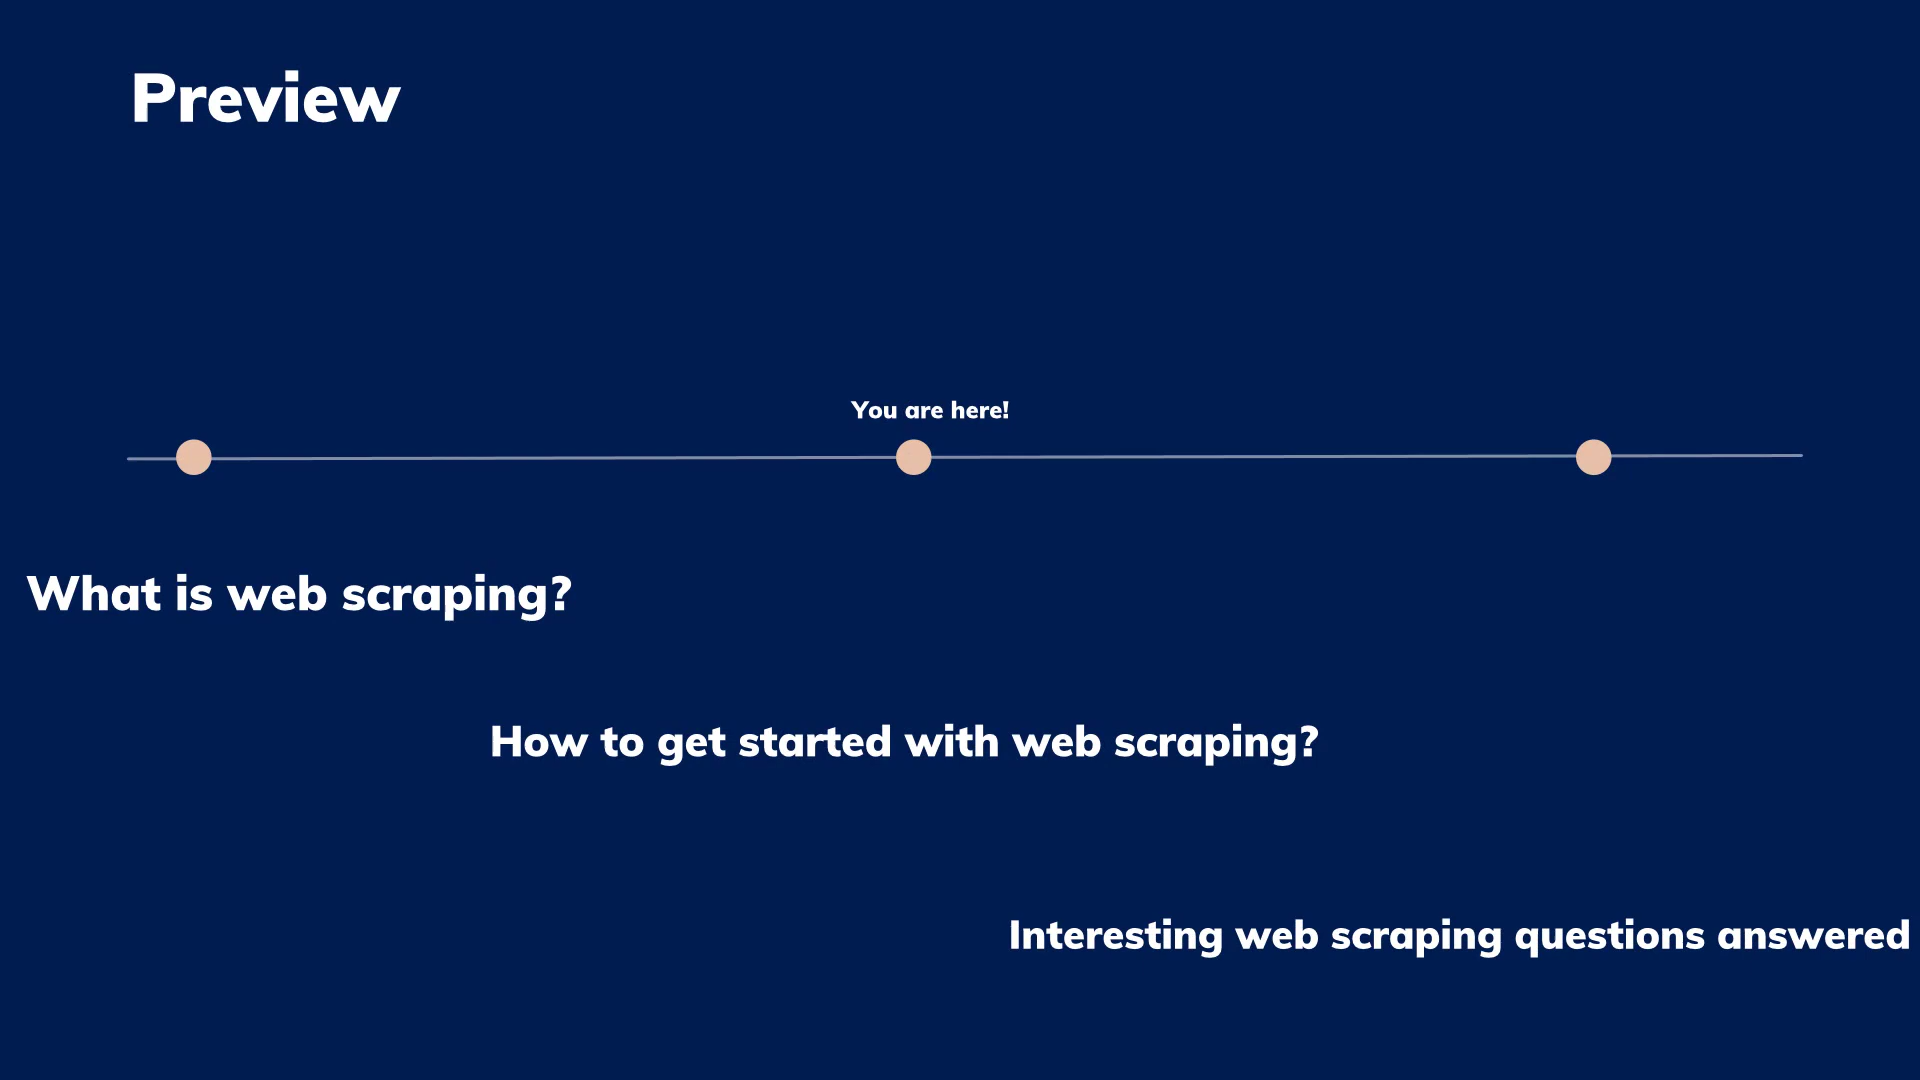 Preview
You are here!
What is web scraping?
How to get started with web scraping?
Interesting web scraping questions answered